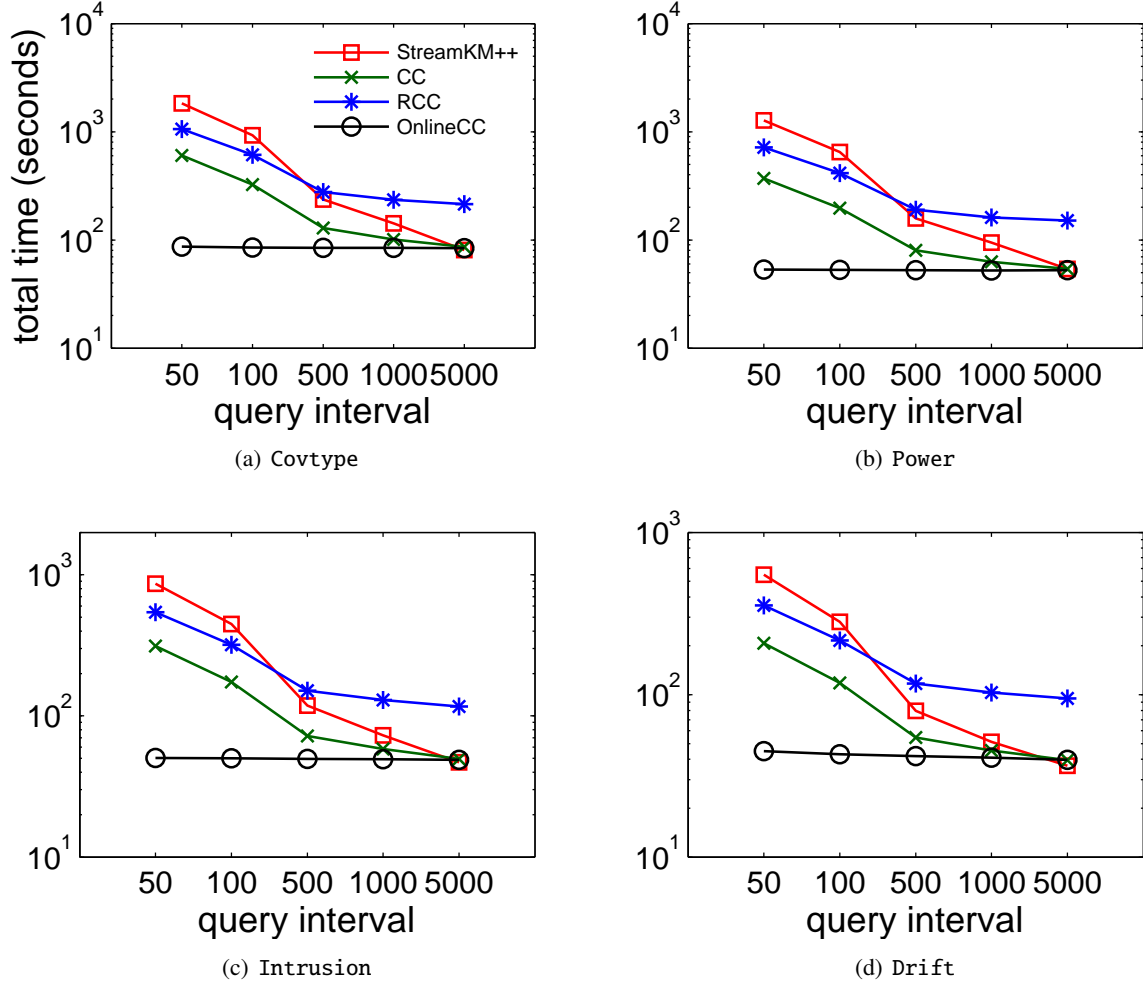 total time (seconds)
10^4
10^3
10^2
10^1
StreamKM++
CC
RCC
OnlineCC
50 100 500 1000 5000
query interval
(a) Covtype
10^4
10^3
10^2
10^1
50 100 500 1000 5000
query interval
(b) Power
10^3
10^2
10^1
50 100 500 1000 5000
query interval
(c) Intrusion
10^3
10^2
10^1
50 100 500 1000 5000
query interval
(d) Drift